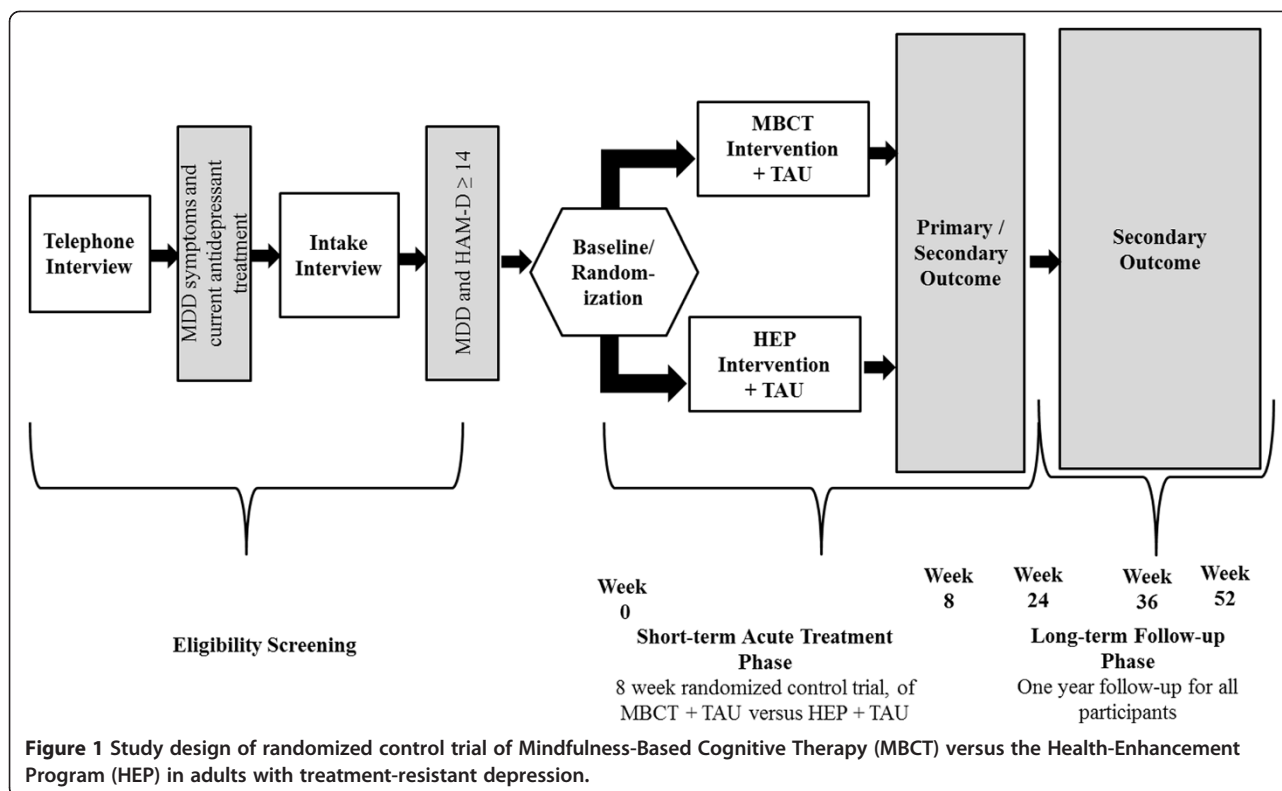 Telephone
Interview
MDD symptoms and
current antidepressant
treatment
Intake
Interview
MDD and HAM-D ≥ 14
Baseline/
Random-
ization
MBCT
Intervention
+ TAU
HEP
Intervention
+ TAU
Primary /
Secondary
Outcome
Secondary
Outcome
Eligibility Screening
Week
0
Week
8
Week
24
Week
36
Week
52
Short-term Acute Treatment
Phase
8 week randomized control trial, of
MBCT + TAU versus HEP + TAU
Long-term Follow-up
Phase
One year follow-up for all
participants
Figure 1 Study design of randomized control trial of Mindfulness-Based Cognitive Therapy (MBCT) versus the Health-Enhancement
Program (HEP) in adults with treatment-resistant depression.